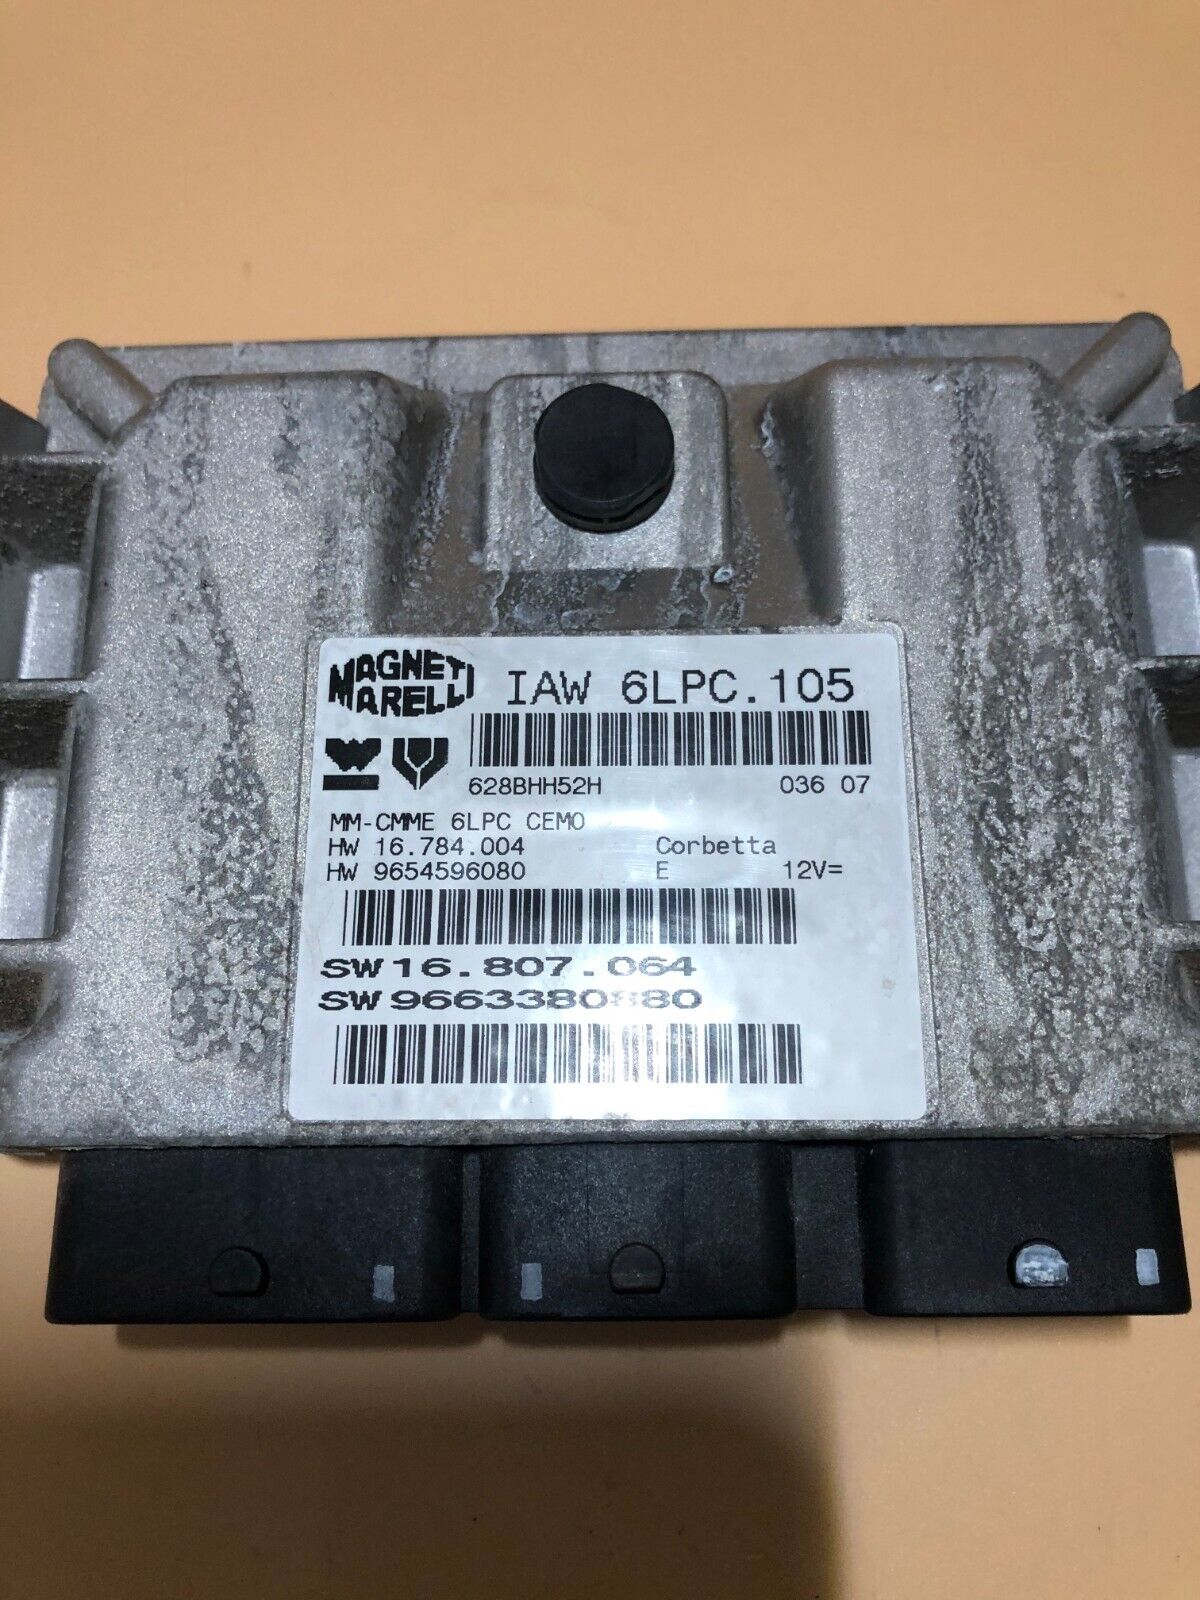 MAGNETI
MARELLI
IAW 6LPC.105
628BHH52H 036 07
MM-CMME 6LPC CEMO
HW 16.784.004 Corbetta
HW 9654596080 E 12V=
SW 16.807.064
SW 9663380880